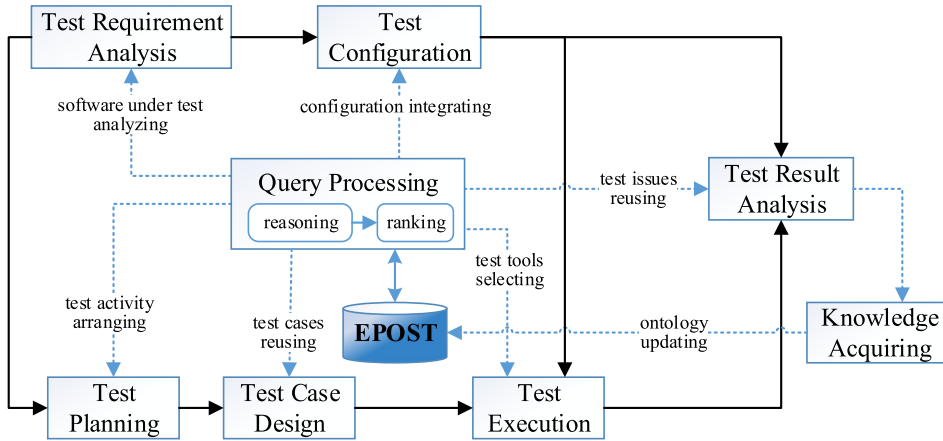 Test Requirement
Analysis
Test
Configuration
software under test
analyzing
configuration integrating
Query Processing
reasoning
ranking
test issues
reusing
Test Result
Analysis
test activity
arranging
test cases
reusing
test tools
selecting
EPOST
ontology
updating
Knowledge
Acquiring
Test
Planning
Test Case
Design
Test
Execution